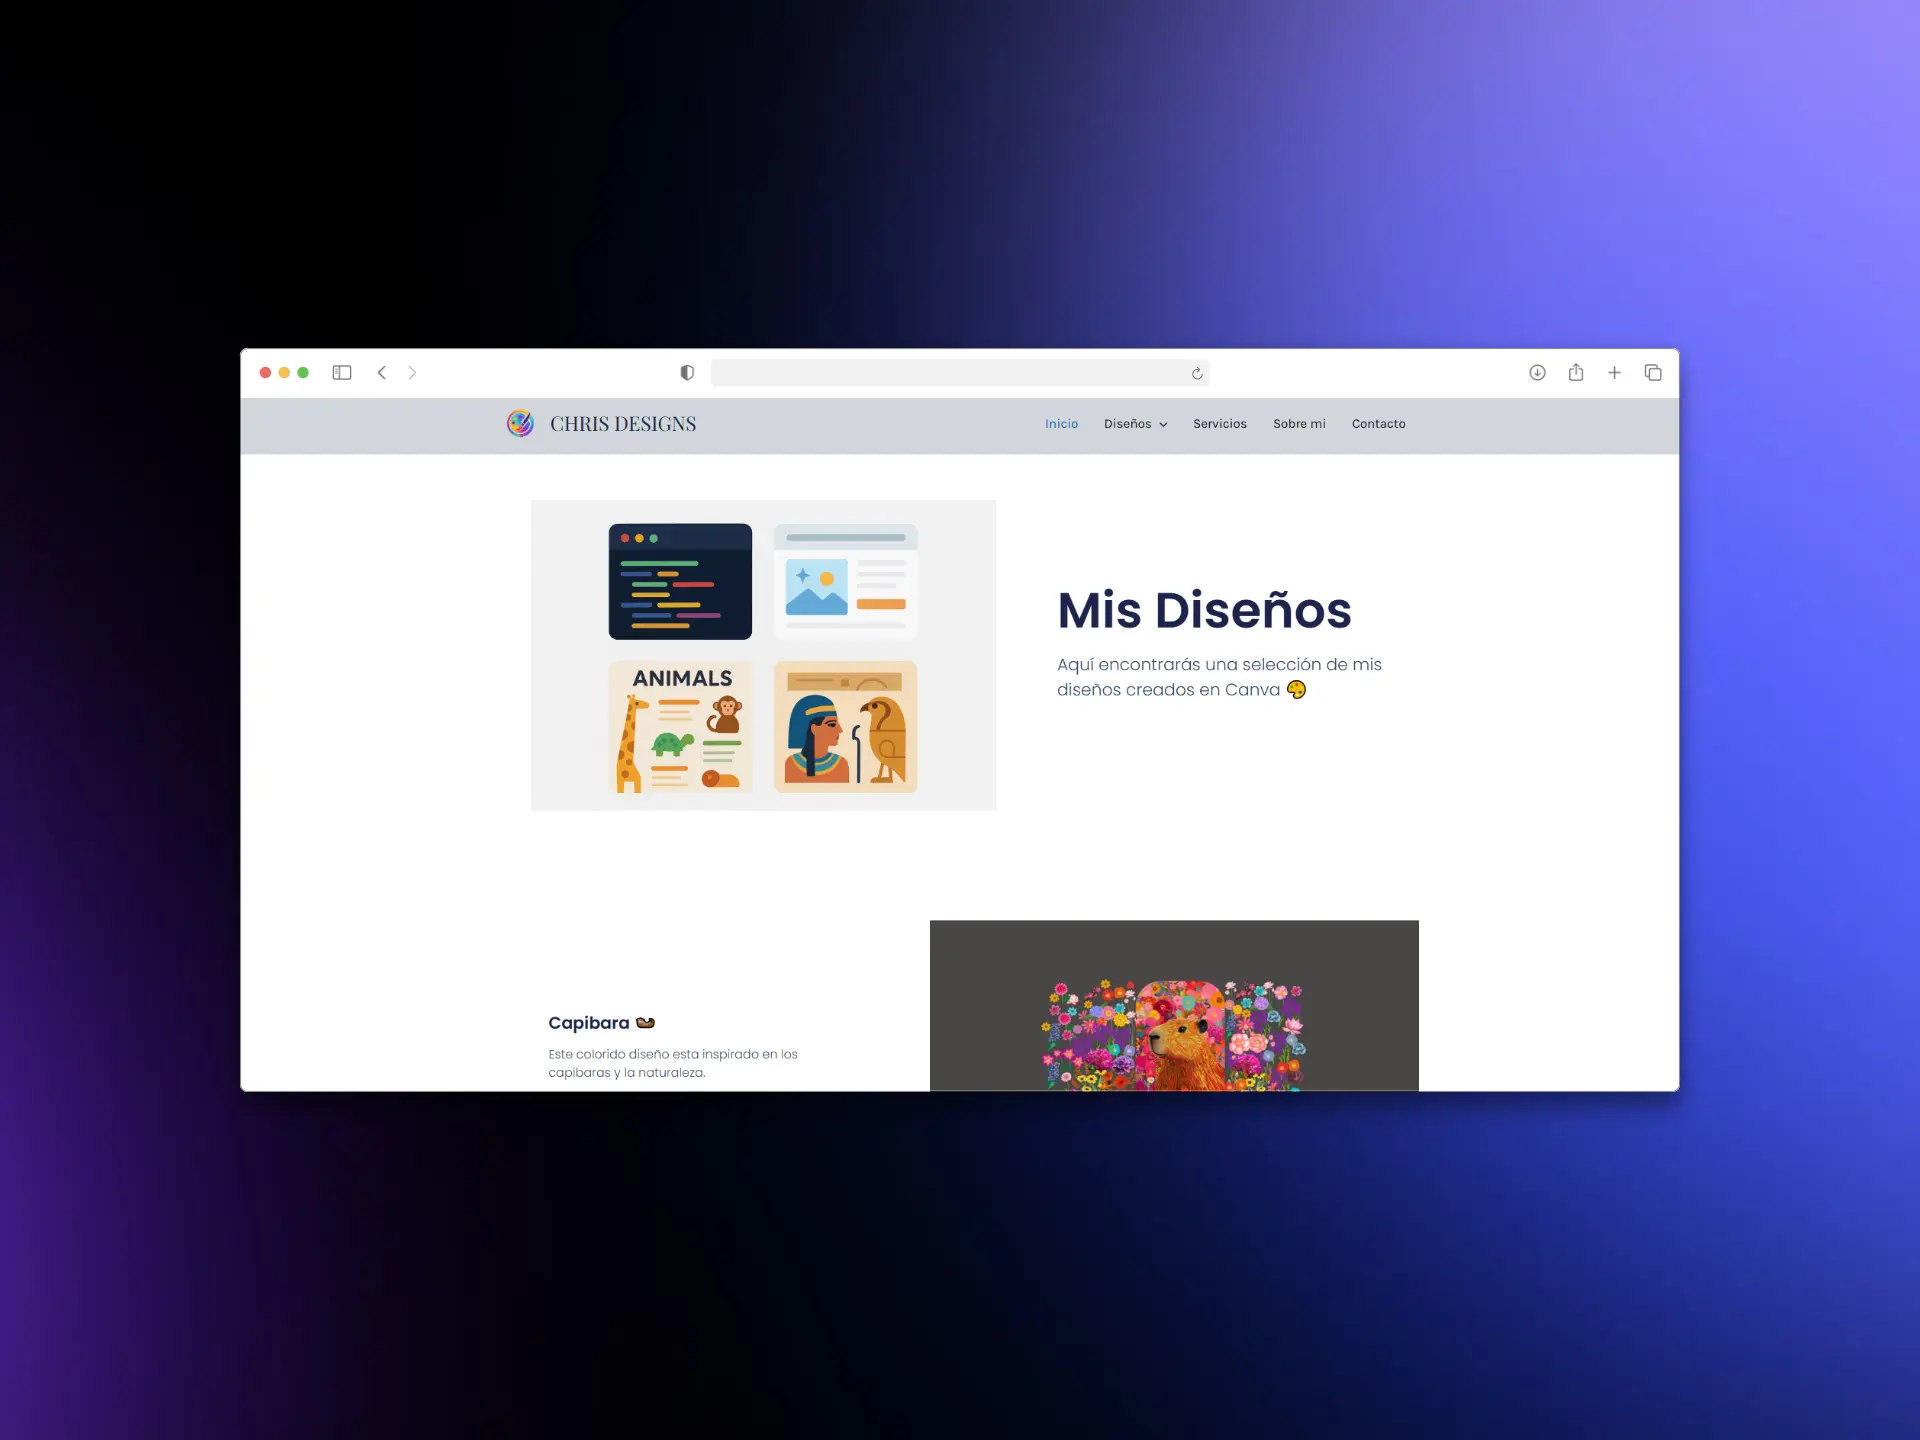 CHRIS DESIGNS
Inicio
Diseños
Servicios
Sobre mi
Contacto
ANIMALS
Mis Diseños
Aquí encontrarás una selección de mis
diseños creados en Canva 🎨
Capibara
Este colorido diseño esta inspirado en los
capibaras y la naturaleza.